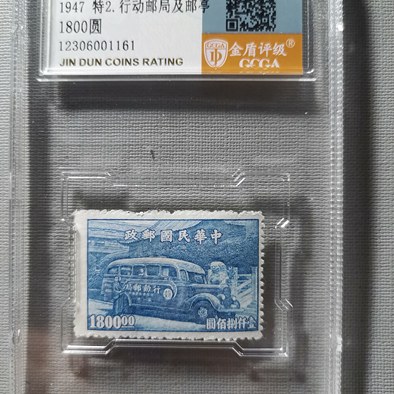 1947 特2.行动邮局及邮亭
1800圆
12306001161
JIN DUN COINS RATING
金盾评级®
GCGA
政郵國民華中
行動郵局
1800.00
圓佰捌仟壹